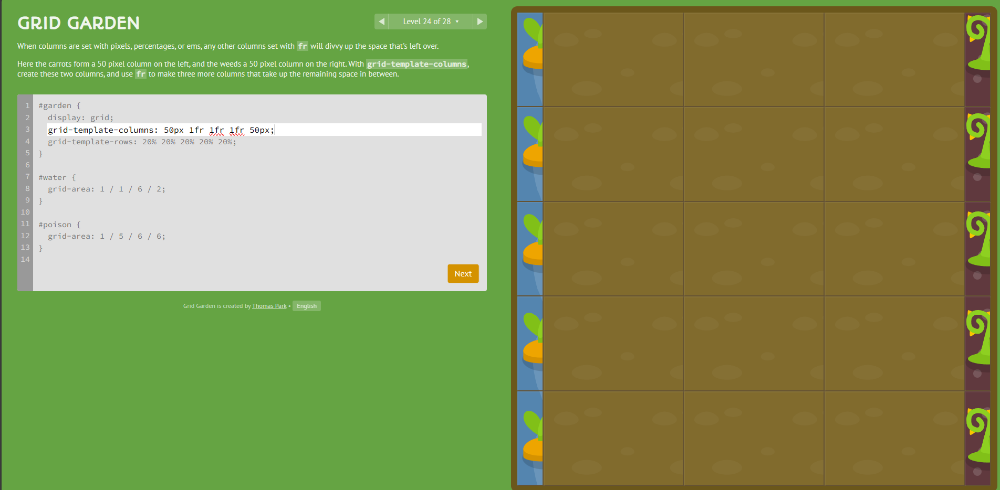 GRID GARDEN
◀ Level 24 of 28 ▾ ▶
When columns are set with pixels, percentages, or ems, any other columns set with fr will divvy up the space that's left over.
Here the carrots form a 50 pixel column on the left, and the weeds a 50 pixel column on the right. With grid-template-columns,
create these two columns, and use fr to make three more columns that take up the remaining space in between.
1 #garden {
2   display: grid;
3   grid-template-columns: 50px 1fr 1fr 1fr 50px;
4   grid-template-rows: 20% 20% 20% 20% 20%;
5 }
6
7 #water {
8   grid-area: 1 / 1 / 6 / 2;
9 }
10
11 #poison {
12   grid-area: 1 / 5 / 6 / 6;
13 }
14
Next
Grid Garden is created by Thomas Park • English